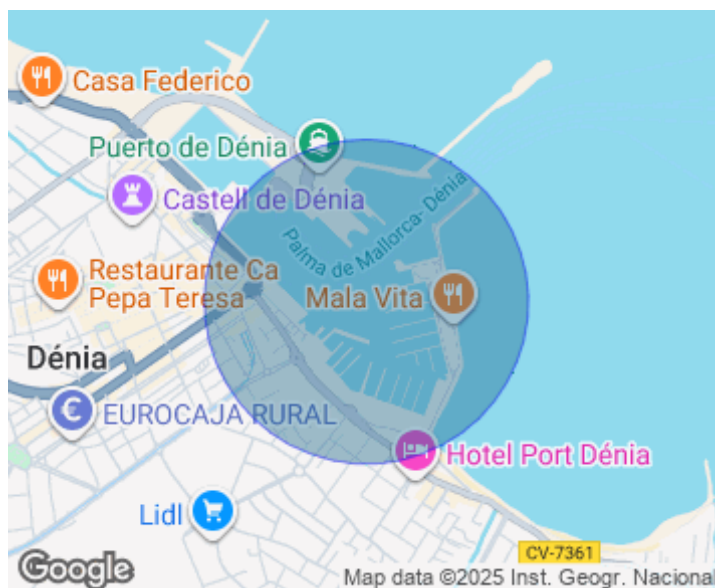 Casa Federico
Puerto de Dénia
Castell de Dénia
Palma de Mallorca- Dénia
Restaurante Ca
Pepa Teresa
Mala Vita
Dénia
€
EUROCAJA RURAL
Hotel Port Dénia
Lidl
CV-7361
Google
Map data ©2025 Inst. Geogr. Nacional